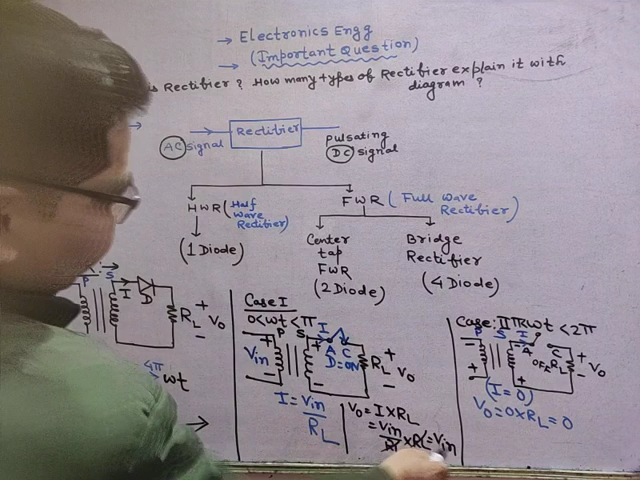 → Electronics Engg
→ (Important Question)
is Rectifier? How many types of Rectifier explain it with
diagram?
→ Rectifier
AC signal
pulsating
DC signal
HWR (Half
Wave
Rectifier)
FWR (Full Wave
Rectifier)
(1 Diode)
Center
tap
FWR
(2 Diode)
Bridge
Rectifier
(4 Diode)
P S I D RL + Vo
ωt
Case I
0<ωt<π
P S I
Vin + A C
D=ON RL + Vo
-
I = Vin
RL
Vo = I×RL
= Vin
×RL = Vin
Case: II π<ωt<2π
P S I
- - A C
OFF RL Vo
+ +
(I=0)
Vo = 0×RL = 0